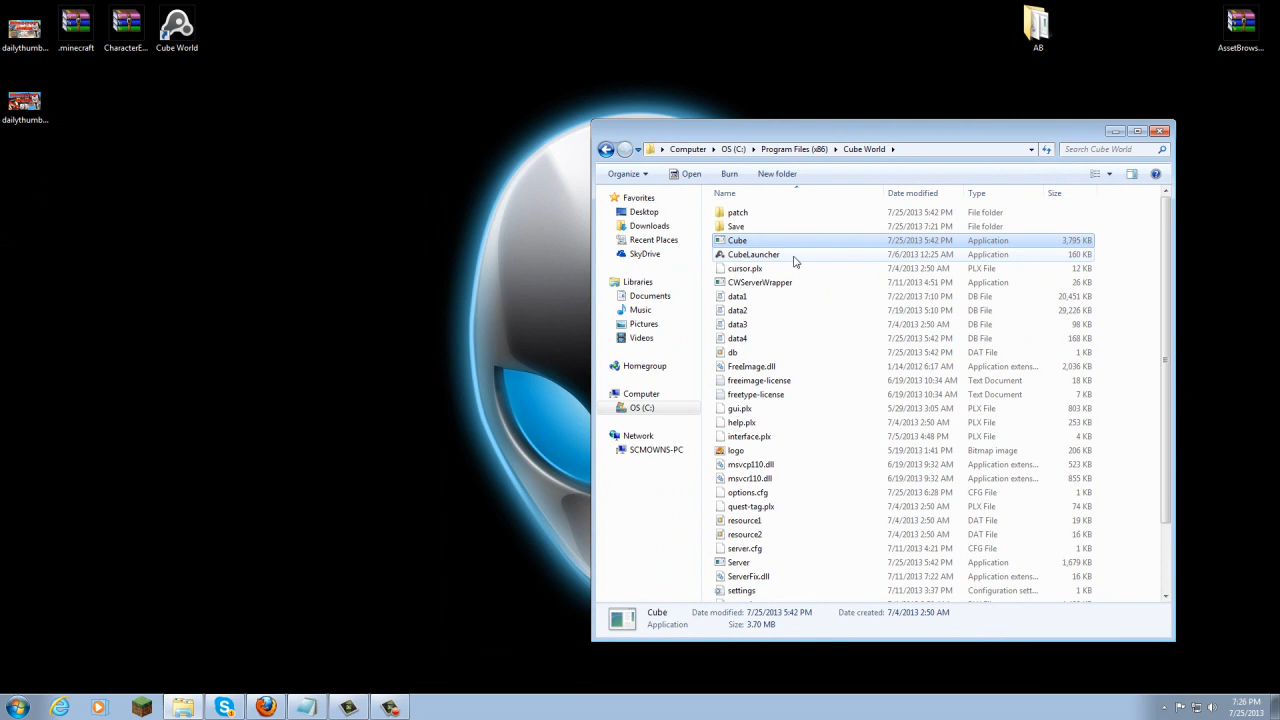 dailythumb...
.minecraft
CharacterE...
Cube World
AB
AssetBrows...
dailythumb...
Computer
OS (C:)
Program Files (x86)
Cube World
Search Cube World
Organize
Open
Burn
New folder
Favorites
Desktop
Downloads
Recent Places
SkyDrive
Libraries
Documents
Music
Pictures
Videos
Homegroup
Computer
OS (C:)
Network
SCMOWNS-PC
Name Date modified Type Size
patch 7/25/2013 5:42 PM File folder
Save 7/25/2013 7:21 PM File folder
Cube 7/25/2013 5:42 PM Application 3,795 KB
CubeLauncher 7/6/2013 12:25 AM Application 160 KB
cursor.plx 7/4/2013 2:50 AM PLX File 12 KB
CWServerWrapper 7/11/2013 4:51 PM Application 26 KB
data1 7/22/2013 7:10 PM DB File 20,451 KB
data2 7/19/2013 5:10 PM DB File 29,226 KB
data3 7/4/2013 2:50 AM DB File 98 KB
data4 7/25/2013 5:42 PM DB File 168 KB
db 7/25/2013 5:42 PM DAT File 1 KB
FreeImage.dll 1/14/2012 6:17 AM Application extens... 2,036 KB
freeimage-license 6/19/2013 10:34 AM Text Document 18 KB
freetype-license 6/19/2013 10:34 AM Text Document 7 KB
gui.plx 5/29/2013 3:05 AM PLX File 803 KB
help.plx 7/4/2013 2:50 AM PLX File 253 KB
interface.plx 7/5/2013 4:48 PM PLX File 4 KB
logo 5/19/2013 1:41 PM Bitmap image 206 KB
msvcp110.dll 6/19/2013 9:32 AM Application extens... 523 KB
msvcr110.dll 6/19/2013 9:32 AM Application extens... 855 KB
options.cfg 7/25/2013 6:28 PM CFG File 1 KB
quest-tag.plx 7/4/2013 2:50 AM PLX File 74 KB
resource1 7/4/2013 2:50 AM DAT File 19 KB
resource2 7/4/2013 2:50 AM DAT File 16 KB
server.cfg 7/11/2013 4:21 PM CFG File 1 KB
Server 7/25/2013 5:42 PM Application 1,679 KB
ServerFix.dll 7/11/2013 7:22 AM Application extens... 16 KB
settings 7/11/2013 3:37 PM Configuration sett... 1 KB
Cube Date modified: 7/25/2013 5:42 PM Date created: 7/4/2013 2:50 AM
Application Size: 3.70 MB
7:26 PM
7/25/2013